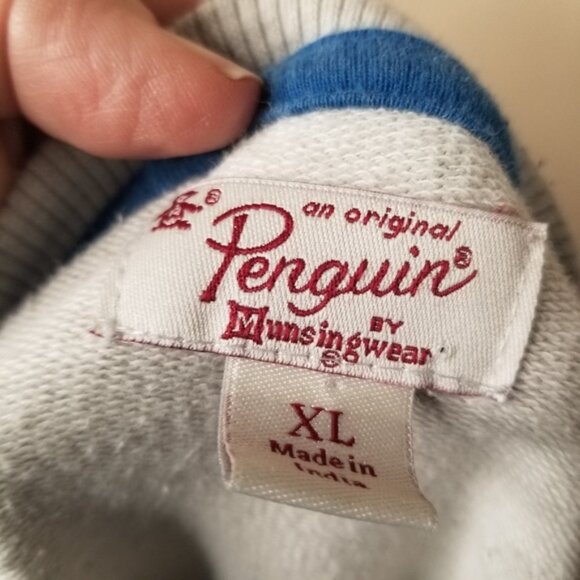 an original
Penguin®
BY
Munsingwear®
XL
Made in
India